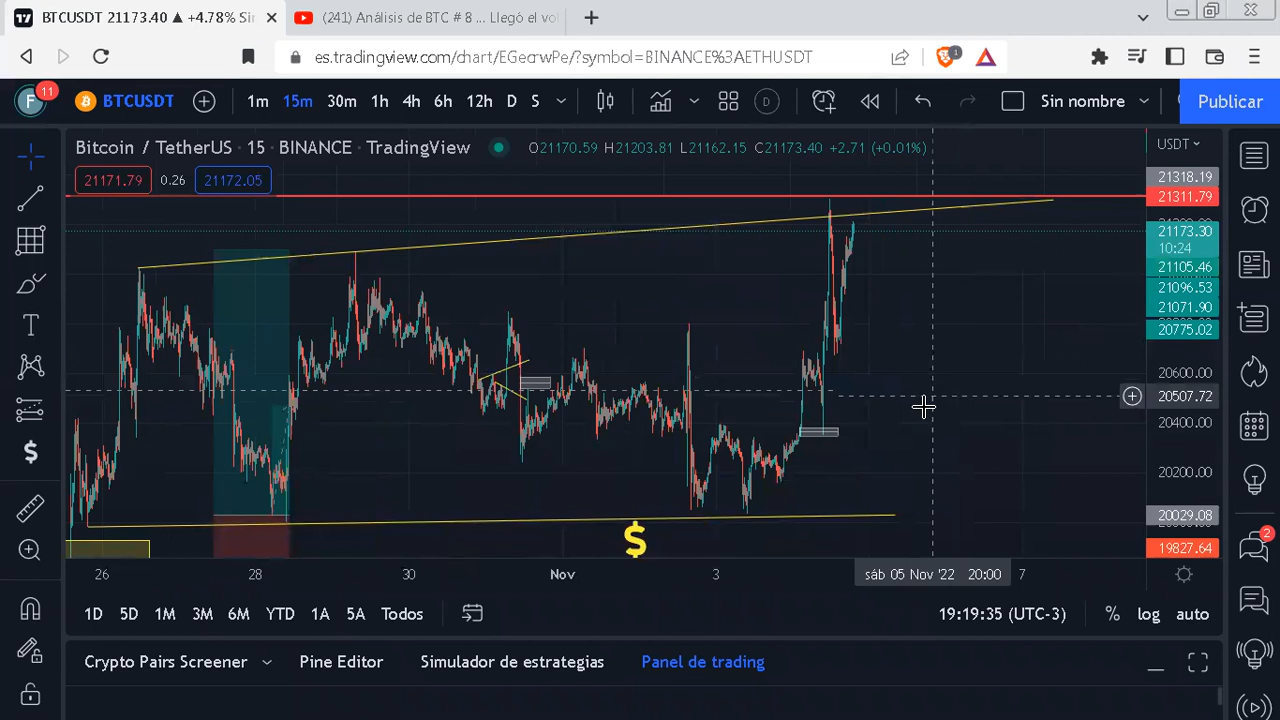 BTCUSDT 21173.40 ▲ +4.78% Sin
(241) Análisis de BTC # 8 ... Llegó el vol
es.tradingview.com/chart/EGeqrwPe/?symbol=BINANCE%3AETHUSDT
1
F 11 BTCUSDT 1m 15m 30m 1h 4h 6h 12h D S D Sin nombre Publicar
Bitcoin / TetherUS · 15 · BINANCE · TradingView O21170.59 H21203.81 L21162.15 C21173.40 +2.71 (+0.01%) USDT
21171.79 0.26 21172.05
21318.19
21311.79
21173.30
10:24
21105.46
21096.53
21071.90
20775.02
20600.00
20507.72
20400.00
20200.00
20029.08
19827.64
$
2
26 28 30 Nov 3 sáb 05 Nov '22 20:00 7
1D 5D 1M 3M 6M YTD 1A 5A Todos 19:19:35 (UTC-3) % log auto
Crypto Pairs Screener Pine Editor Simulador de estrategias Panel de trading